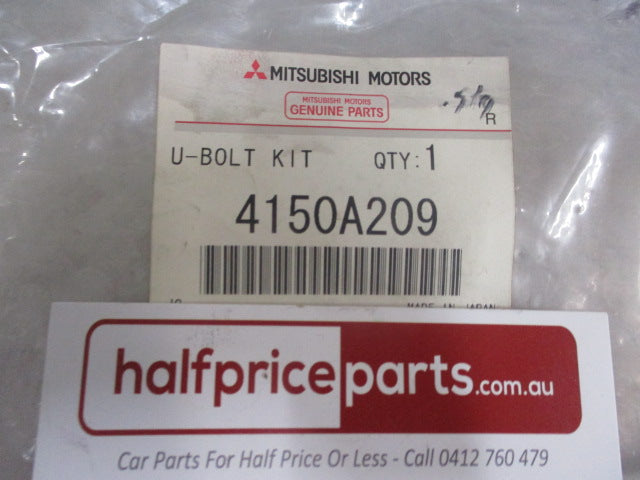 MITSUBISHI MOTORS
MITSUBISHI MOTORS
GENUINE PARTS
R
U-BOLT KIT QTY:1
4150A209
MADE IN JAPAN
halfpriceparts.com.au
Car Parts For Half Price Or Less - Call 0412 760 479